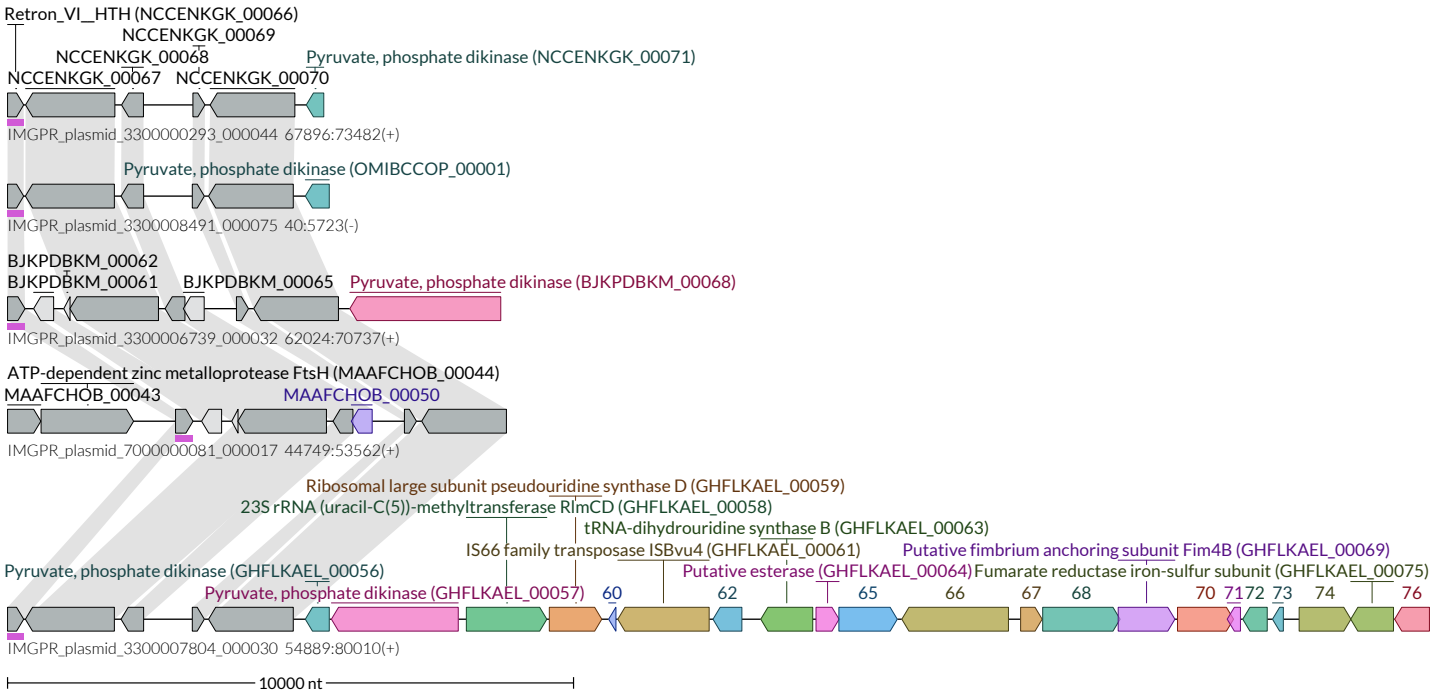 Retron_VI__HTH (NCCENKGK_00066)
NCCENKGK_00069
NCCENKGK_00068 Pyruvate, phosphate dikinase (NCCENKGK_00071)
NCCENKGK_00067 NCCENKGK_00070
IMGPR_plasmid_3300000293_000044 67896:73482(+)
Pyruvate, phosphate dikinase (OMIBCCOP_00001)
IMGPR_plasmid_3300008491_000075 40:5723(-)
BJKPDBKM_00062
BJKPDBKM_00061 BJKPDBKM_00065 Pyruvate, phosphate dikinase (BJKPDBKM_00068)
IMGPR_plasmid_3300006739_000032 62024:70737(+)
ATP-dependent zinc metalloprotease FtsH (MAAFCHOB_00044)
MAAFCHOB_00043 MAAFCHOB_00050
IMGPR_plasmid_7000000081_000017 44749:53562(+)
Ribosomal large subunit pseudouridine synthase D (GHFLKAEL_00059)
23S rRNA (uracil-C(5))-methyltransferase RlmCD (GHFLKAEL_00058)
tRNA-dihydrouridine synthase B (GHFLKAEL_00063)
IS66 family transposase ISBvu4 (GHFLKAEL_00061) Putative fimbrium anchoring subunit Fim4B (GHFLKAEL_00069)
Pyruvate, phosphate dikinase (GHFLKAEL_00056) Putative esterase (GHFLKAEL_00064) Fumarate reductase iron-sulfur subunit (GHFLKAEL_00075)
Pyruvate, phosphate dikinase (GHFLKAEL_00057) 60 62 65 66 67 68 70 71 72 73 74 76
IMGPR_plasmid_3300007804_000030 54889:80010(+)
10000 nt